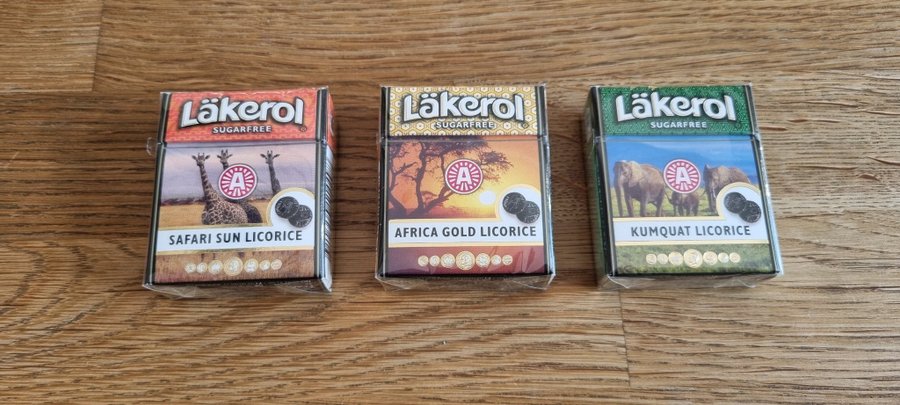 Läkerol
SUGARFREE
A
SAFARI SUN LICORICE
Läkerol
SUGARFREE
A
AFRICA GOLD LICORICE
Läkerol
SUGARFREE
A
KUMQUAT LICORICE